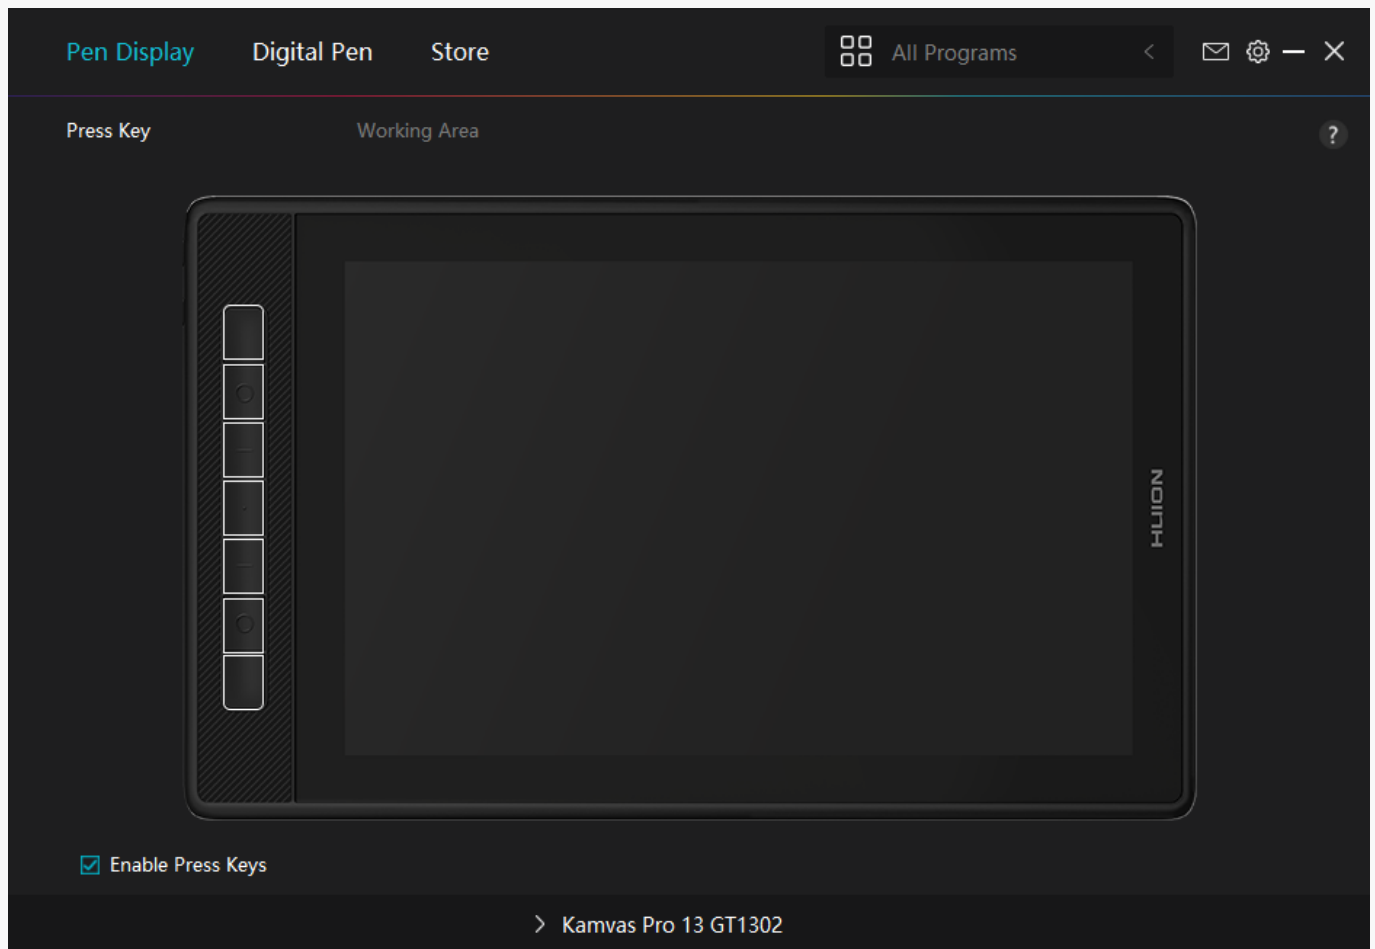 Pen Display Digital Pen Store All Programs
Press Key Working Area ?
HUION
Enable Press Keys
Kamvas Pro 13 GT1302